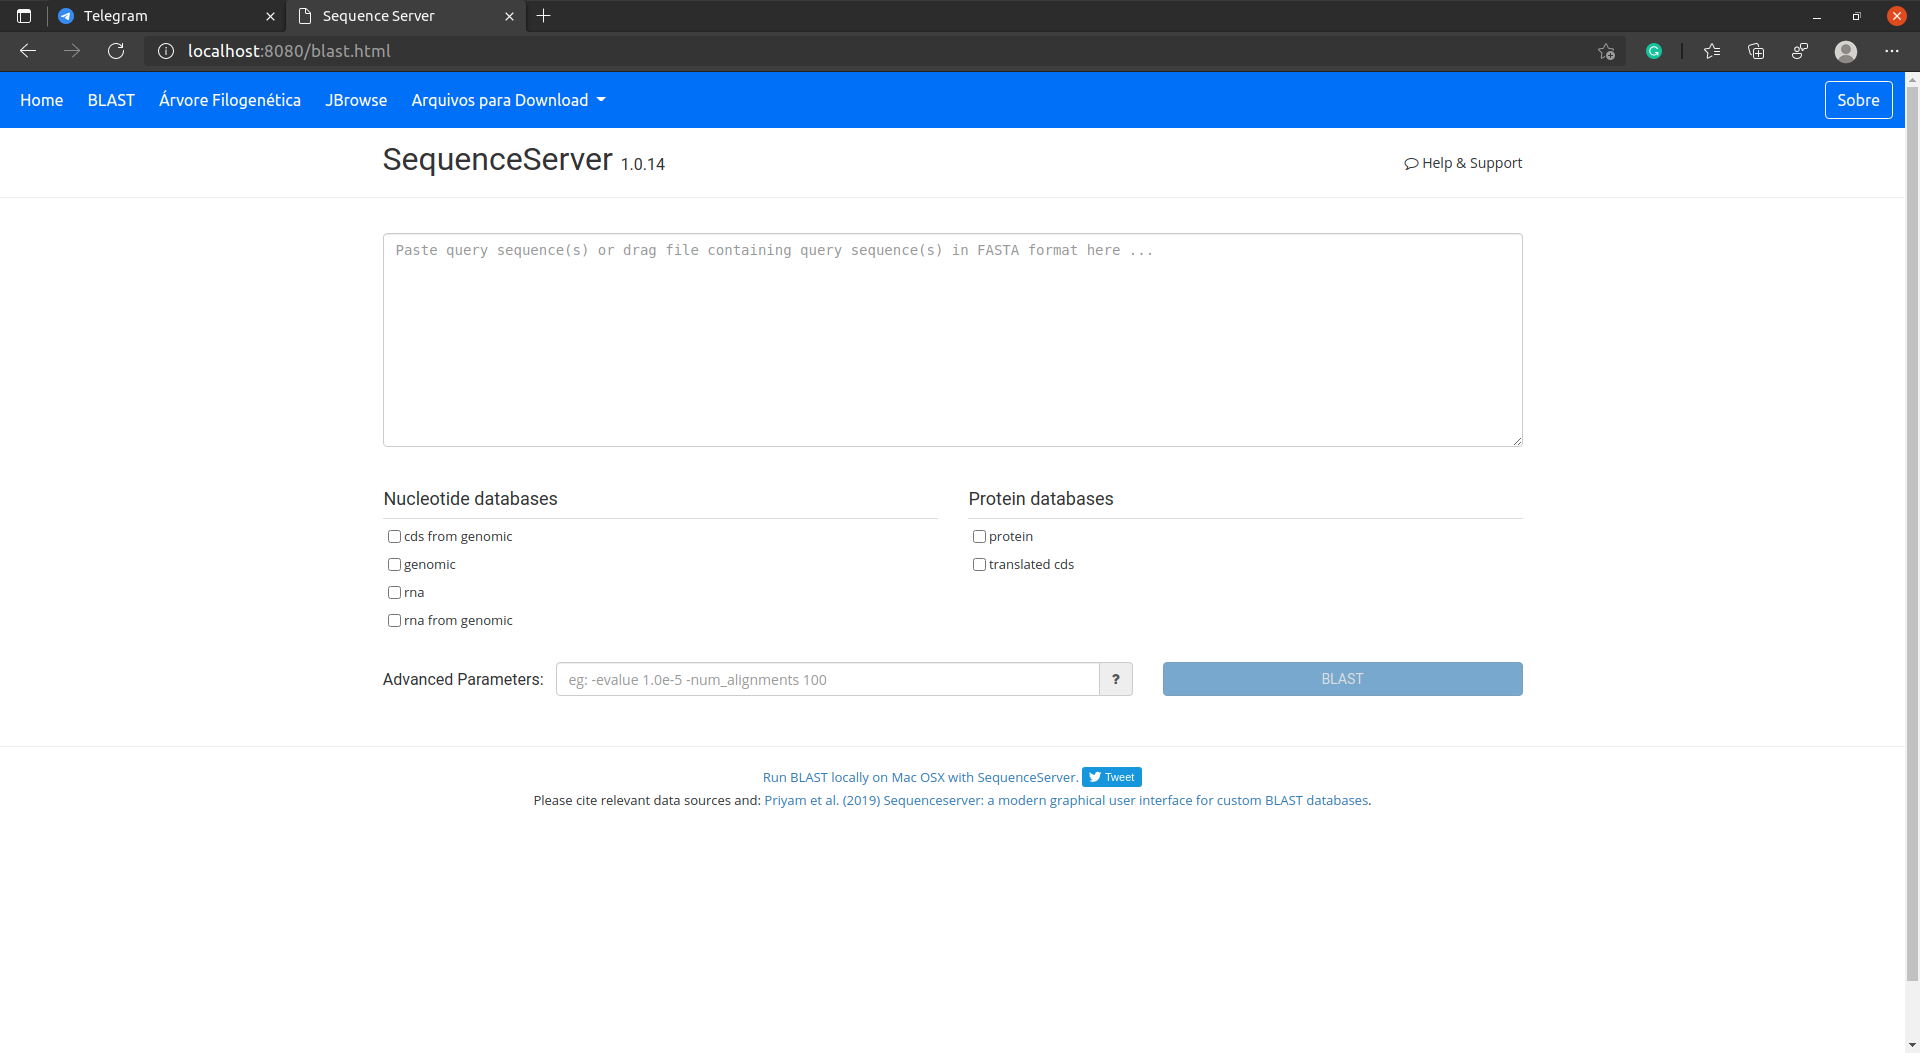 Telegram
Sequence Server
localhost:8080/blast.html
Home BLAST Árvore Filogenética JBrowse Arquivos para Download Sobre
SequenceServer 1.0.14
Help & Support
Paste query sequence(s) or drag file containing query sequence(s) in FASTA format here ...
Nucleotide databases
cds from genomic
genomic
rna
rna from genomic
Protein databases
protein
translated cds
Advanced Parameters: eg: -evalue 1.0e-5 -num_alignments 100 ? BLAST
Run BLAST locally on Mac OSX with SequenceServer. Tweet
Please cite relevant data sources and: Priyam et al. (2019) Sequenceserver: a modern graphical user interface for custom BLAST databases.